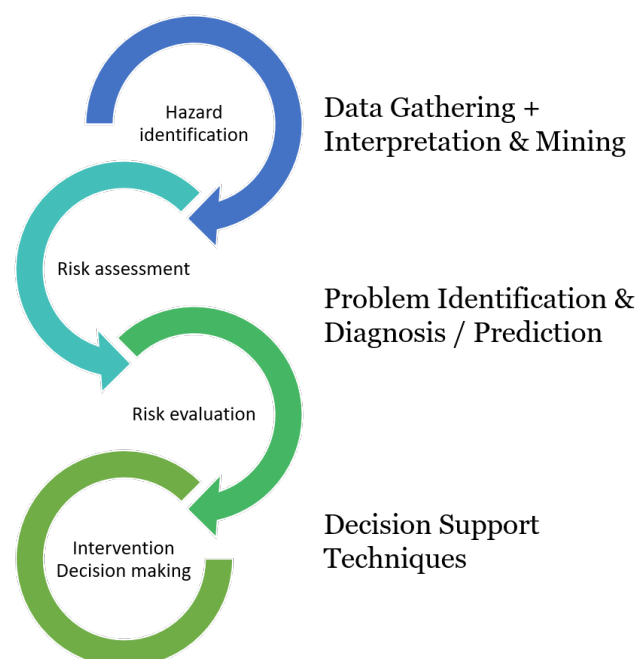 Hazard
identification
Data Gathering +
Interpretation & Mining
Risk assessment
Problem Identification &
Diagnosis / Prediction
Risk evaluation
Decision Support
Techniques
Intervention
Decision making